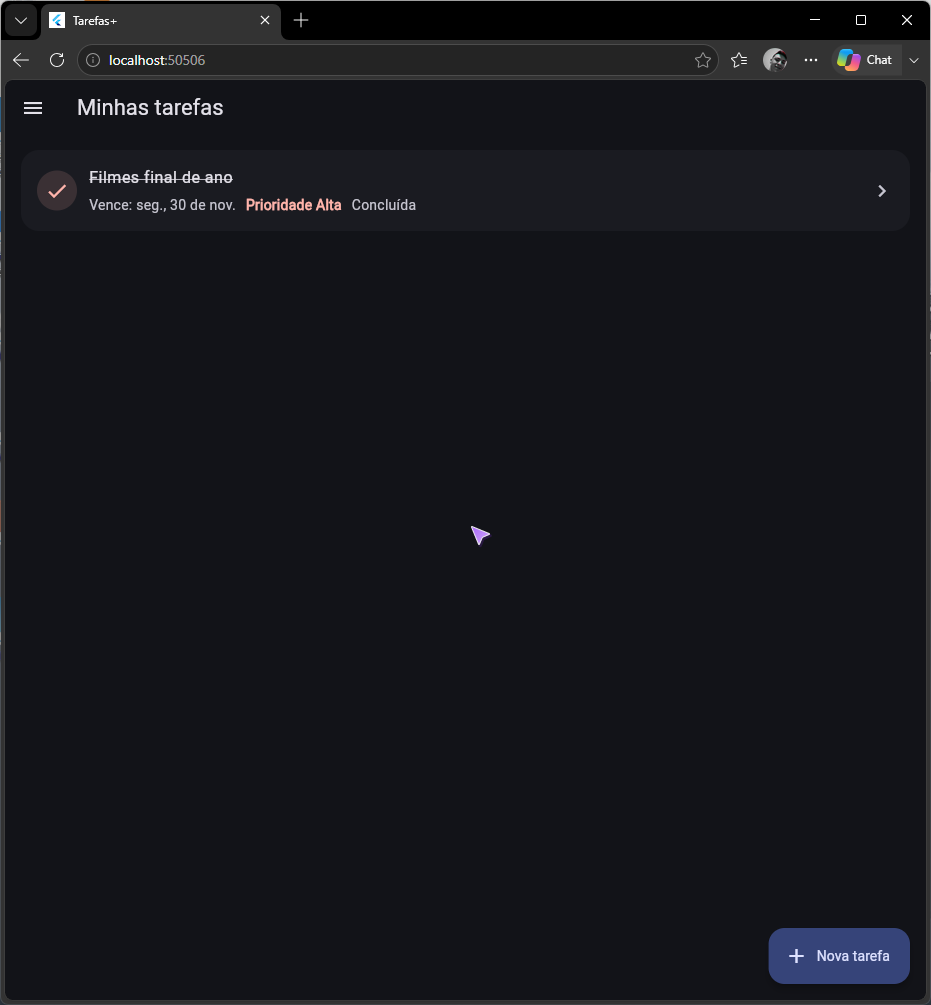 Tarefas+
localhost:50506
Chat
Minhas tarefas
Filmes final de ano
Vence: seg., 30 de nov. Prioridade Alta Concluída
Nova tarefa